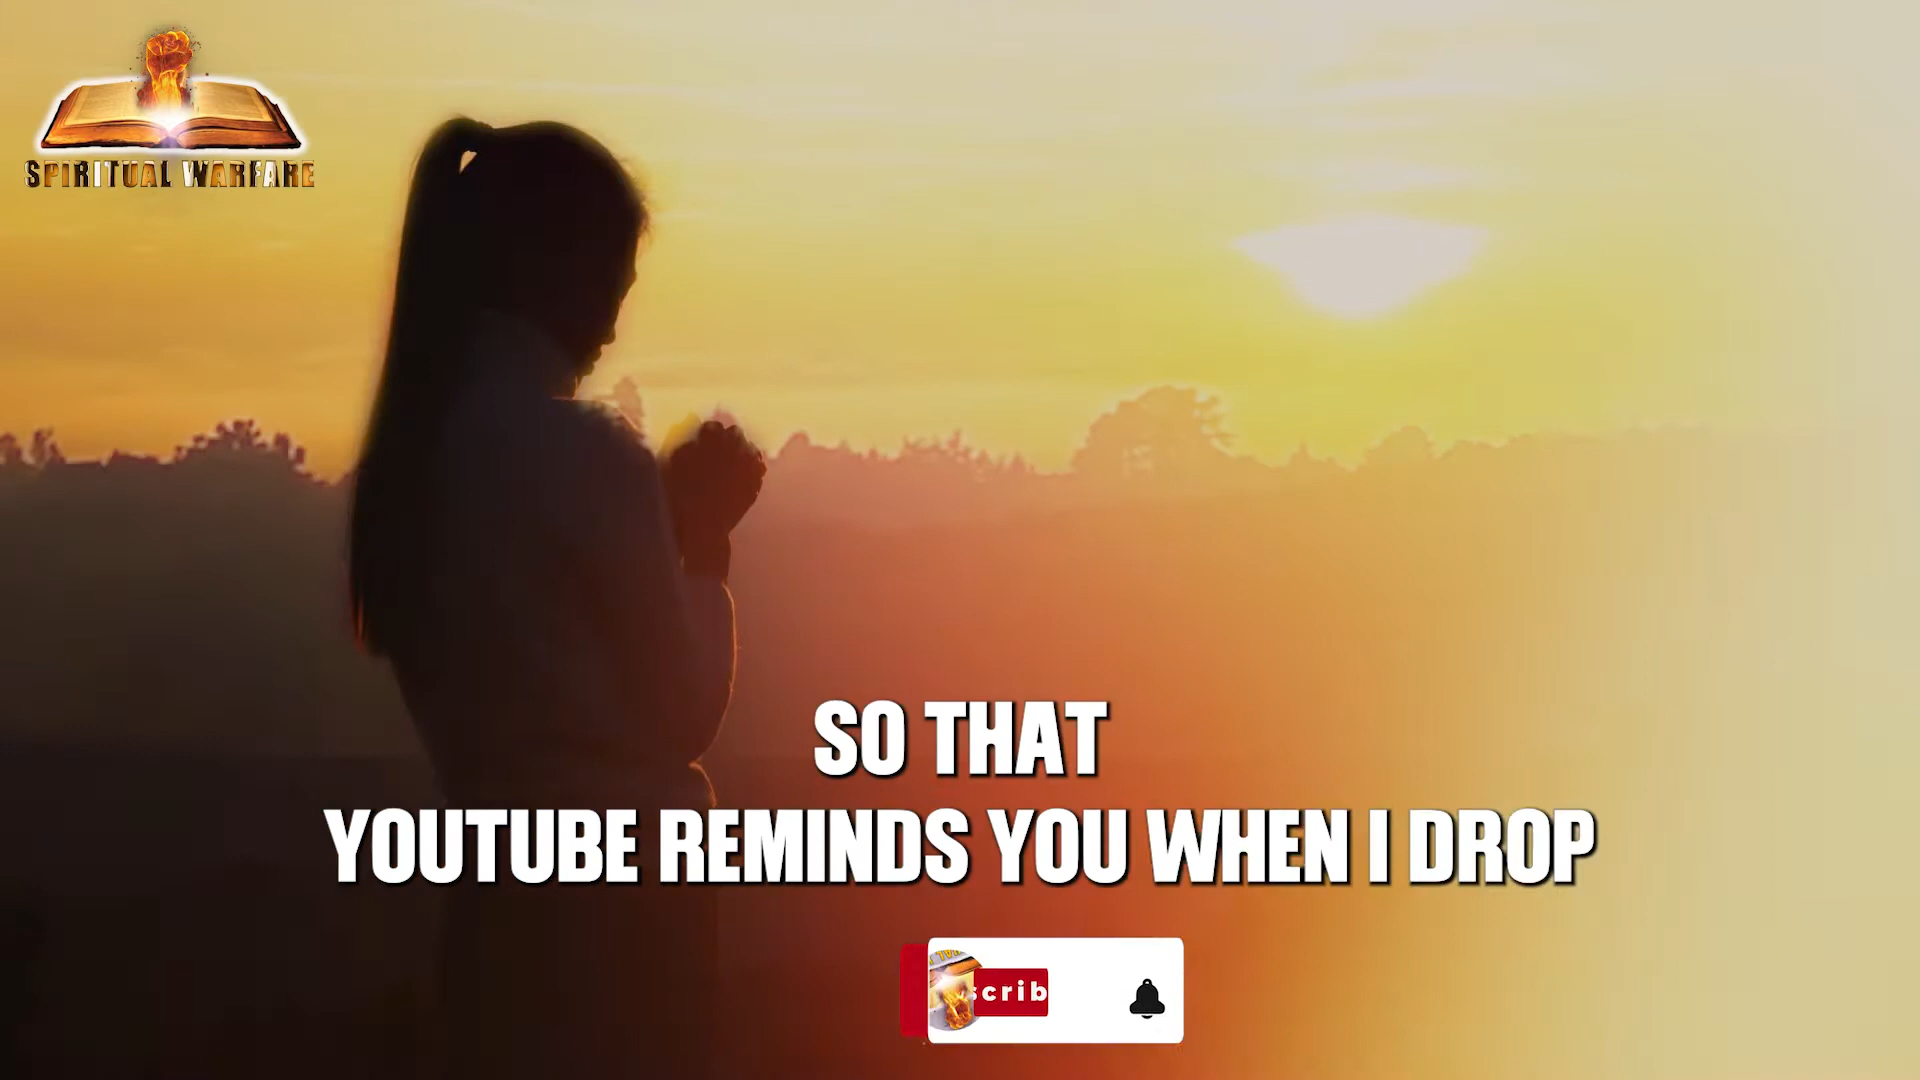 SPIRITUAL WARFARE
SO THAT
YOUTUBE REMINDS YOU WHEN I DROP
scrib